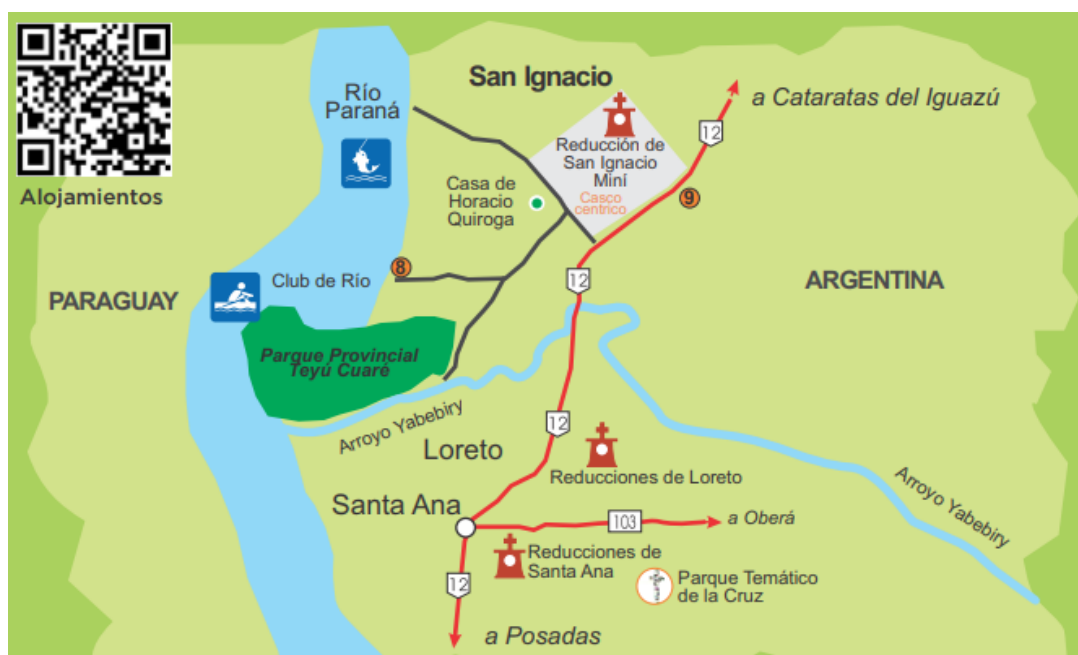 Alojamientos
San Ignacio
Río
Paraná
a Cataratas del Iguazú
12
Reducción de
San Ignacio
Miní
Casco
centrico
Casa de
Horacio
Quiroga
9
8
Club de Río
12
PARAGUAY
ARGENTINA
Parque Provincial
Teyú Cuaré
Arroyo Yabebiry
12
Loreto
Reducciones de Loreto
Arroyo Yabebiry
Santa Ana
103
a Oberá
Reducciones de
Santa Ana
12
Parque Temático
de la Cruz
a Posadas